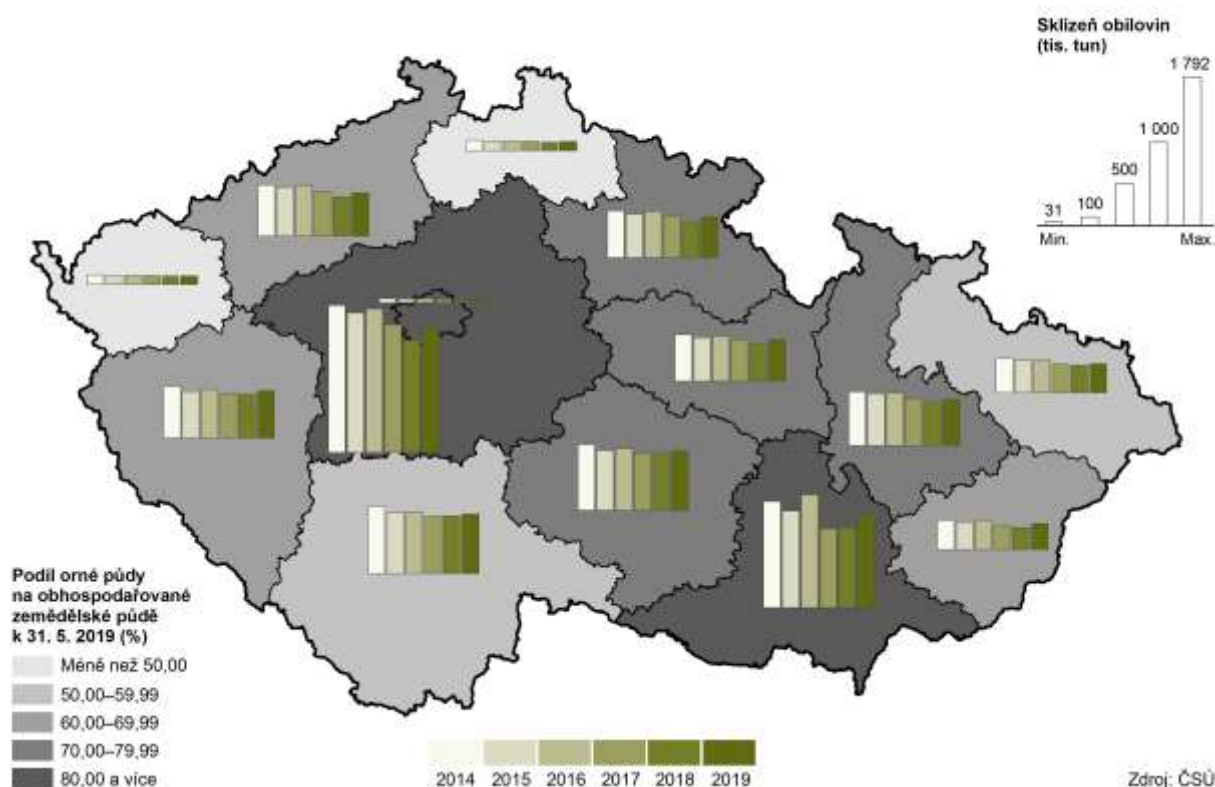 Sklizeň obilovin
(tis. tun)
1 792
1 000
500
100
31
Min.
Max.
Podíl orné půdy
na obhospodařované
zemědělské půdě
k 31. 5. 2019 (%)
Méně než 50,00
50,00–59,99
60,00–69,99
70,00–79,99
80,00 a více
2014 2015 2016 2017 2018 2019
Zdroj: ČSÚ